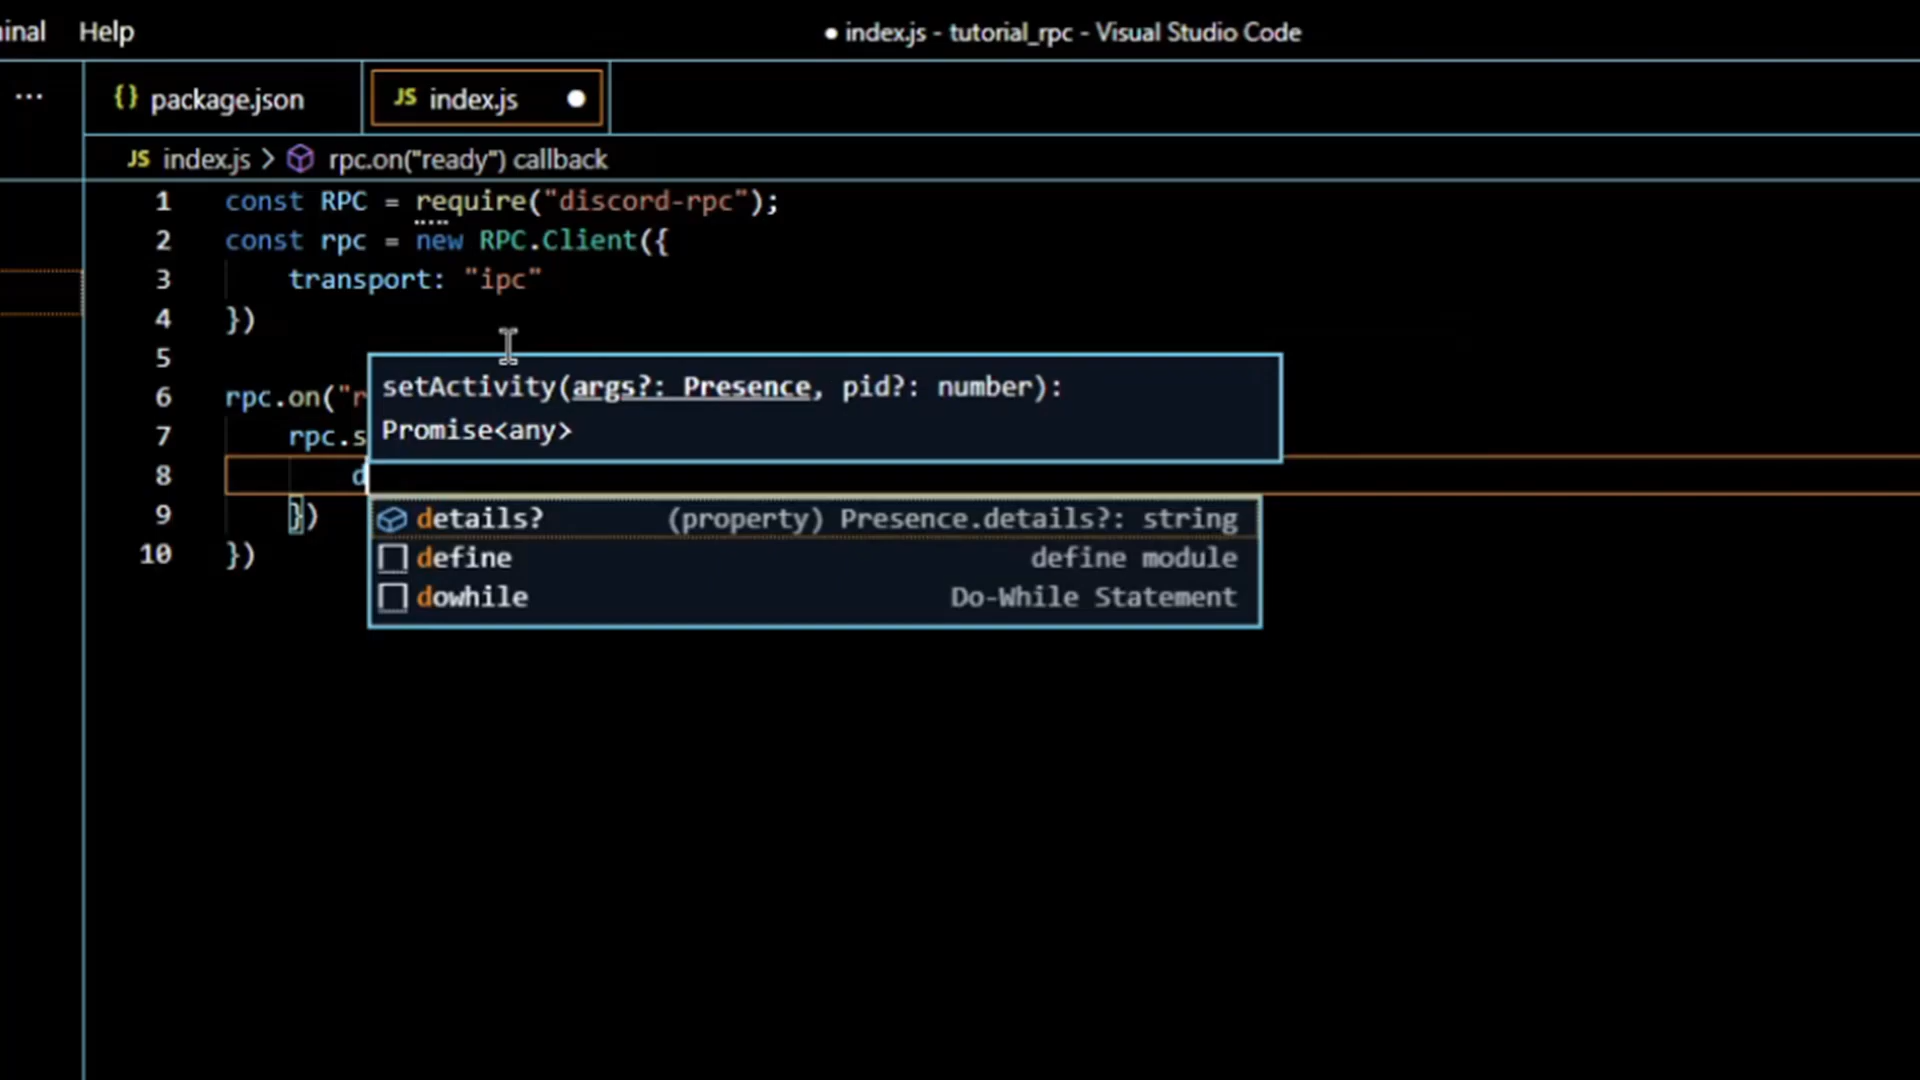 inal Help
● index.js - tutorial_rpc - Visual Studio Code
...
{} package.json
JS index.js ●
JS index.js > rpc.on("ready") callback
1 const RPC = require("discord-rpc");
2 const rpc = new RPC.Client({
3 transport: "ipc"
4 })
5
6 rpc.on("r
setActivity(args?: Presence, pid?: number):
Promise<any>
7 rpc.s
8 d
9 })
10 })
details? (property) Presence.details?: string
define define module
dowhile Do-While Statement